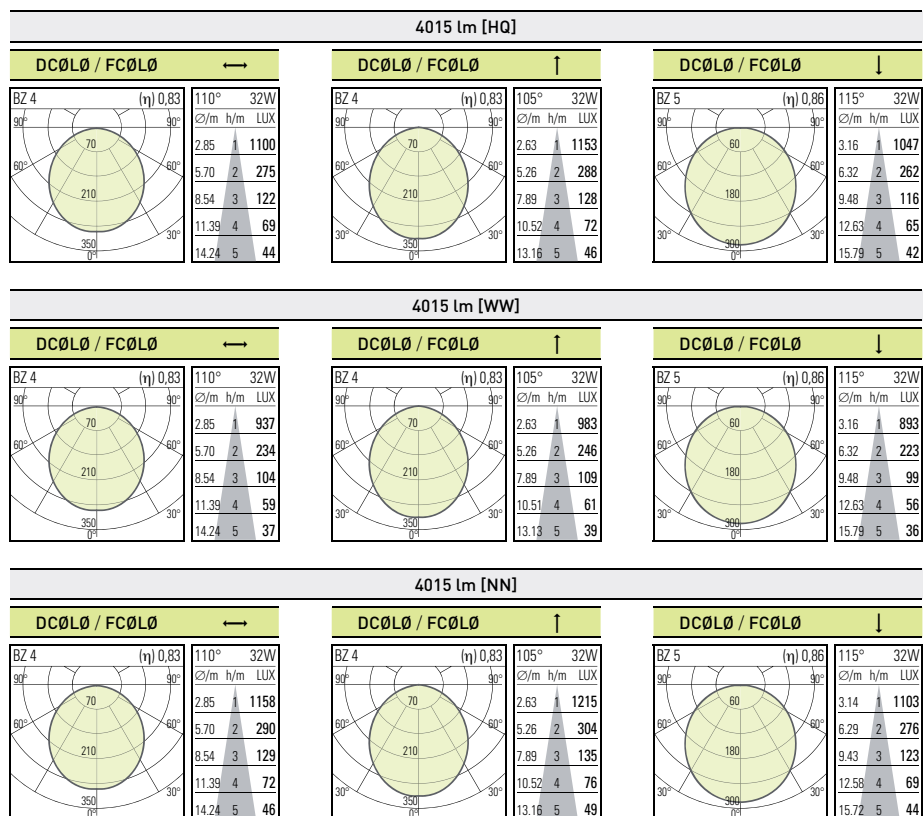 4015 lm [HQ]
DCØLØ / FCØLØ ↔
BZ 4 (η) 0,83
90° 90°
70
60° 60°
210
30°
350
0°
110° 32W
∅/m h/m LUX
2.85 1 1100
5.70 2 275
8.54 3 122
11.39 4 69
14.24 5 44
DCØLØ / FCØLØ ↑
BZ 4 (η) 0,83
90° 90°
70
60° 60°
210
30° 30°
350
0°
105° 32W
∅/m h/m LUX
2.63 1 1153
5.26 2 288
7.89 3 128
10.52 4 72
13.16 5 46
DCØLØ / FCØLØ ↓
BZ 5 (η) 0,86
90° 90°
60
60° 60°
180
30° 30°
300
0°
115° 32W
∅/m h/m LUX
3.16 1 1047
6.32 2 262
9.48 3 116
12.63 4 65
15.79 5 42
4015 lm [WW]
DCØLØ / FCØLØ ↔
BZ 4 (η) 0,83
90° 90°
70
60° 60°
210
30°
350
0°
110° 32W
∅/m h/m LUX
2.85 1 937
5.70 2 234
8.54 3 104
11.39 4 59
14.24 5 37
DCØLØ / FCØLØ ↑
BZ 4 (η) 0,83
90° 90°
70
60° 60°
210
30° 30°
350
0°
105° 32W
∅/m h/m LUX
2.63 1 983
5.26 2 246
7.89 3 109
10.51 4 61
13.13 5 39
DCØLØ / FCØLØ ↓
BZ 5 (η) 0,86
90° 90°
60
60° 60°
180
30° 30°
300
0°
115° 32W
∅/m h/m LUX
3.16 1 893
6.32 2 223
9.48 3 99
12.63 4 56
15.79 5 36
4015 lm [NN]
DCØLØ / FCØLØ ↔
BZ 4 (η) 0,83
90° 90°
70
60° 60°
210
30°
350
0°
110° 32W
∅/m h/m LUX
2.85 1 1158
5.70 2 290
8.54 3 129
11.39 4 72
14.24 5 46
DCØLØ / FCØLØ ↑
BZ 4 (η) 0,83
90° 90°
70
60° 60°
210
30° 30°
350
0°
105° 32W
∅/m h/m LUX
2.63 1 1215
5.26 2 304
7.89 3 135
10.52 4 76
13.16 5 49
DCØLØ / FCØLØ ↓
BZ 5 (η) 0,86
90° 90°
60
60° 60°
180
30° 30°
300
0°
115° 32W
∅/m h/m LUX
3.14 1 1103
6.29 2 276
9.43 3 123
12.58 4 69
15.72 5 44